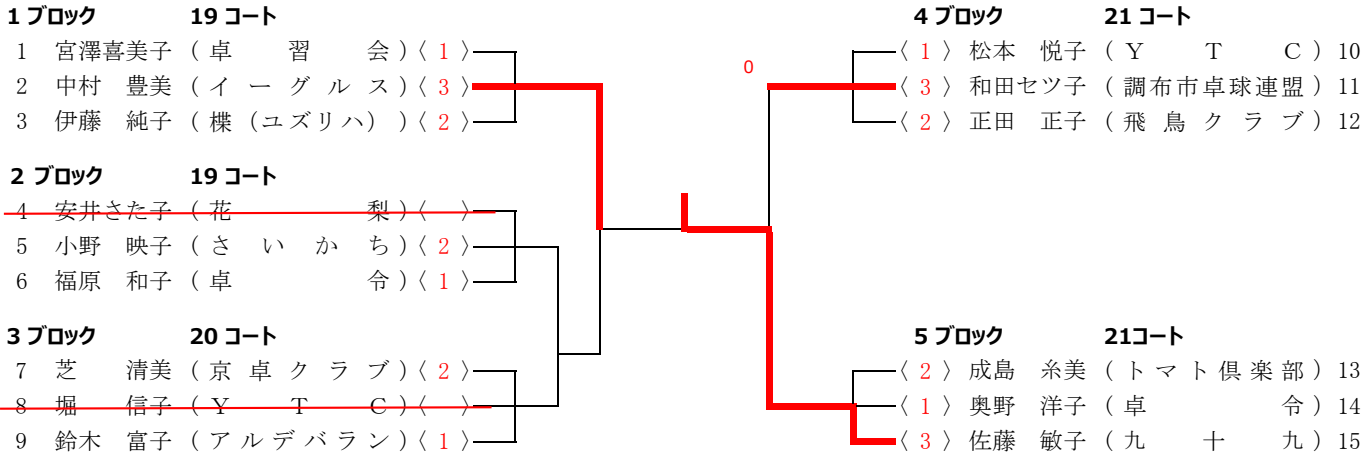 1 ブロック 19 コート
1 宮澤喜美子 ( 卓 習 会 )〈 1 〉
2 中村 豊美 ( イ ー グ ル ス )〈 3 〉
3 伊藤 純子 ( 楪 (ユズリハ) )〈 2 〉
2 ブロック 19 コート
4 安井さた子 ( 花 梨 )〈 〉
5 小野 映子 ( さ い か ち )〈 2 〉
6 福原 和子 ( 卓 令 )〈 1 〉
3 ブロック 20 コート
7 芝 清美 ( 京 卓 ク ラ ブ )〈 2 〉
8 堀 信子 ( Y T C )〈 〉
9 鈴木 富子 ( アルデバラン )〈 1 〉
0
4 ブロック 21 コート
〈 1 〉 松本 悦子 ( Y T C ) 10
〈 3 〉 和田セツ子 ( 調布市卓球連盟 ) 11
〈 2 〉 正田 正子 ( 飛 鳥 ク ラ ブ ) 12
5 ブロック 21コート
〈 2 〉 成島 糸美 ( トマト倶楽部 ) 13
〈 1 〉 奥野 洋子 ( 卓 令 ) 14
〈 3 〉 佐藤 敏子 ( 九 十 九 ) 15